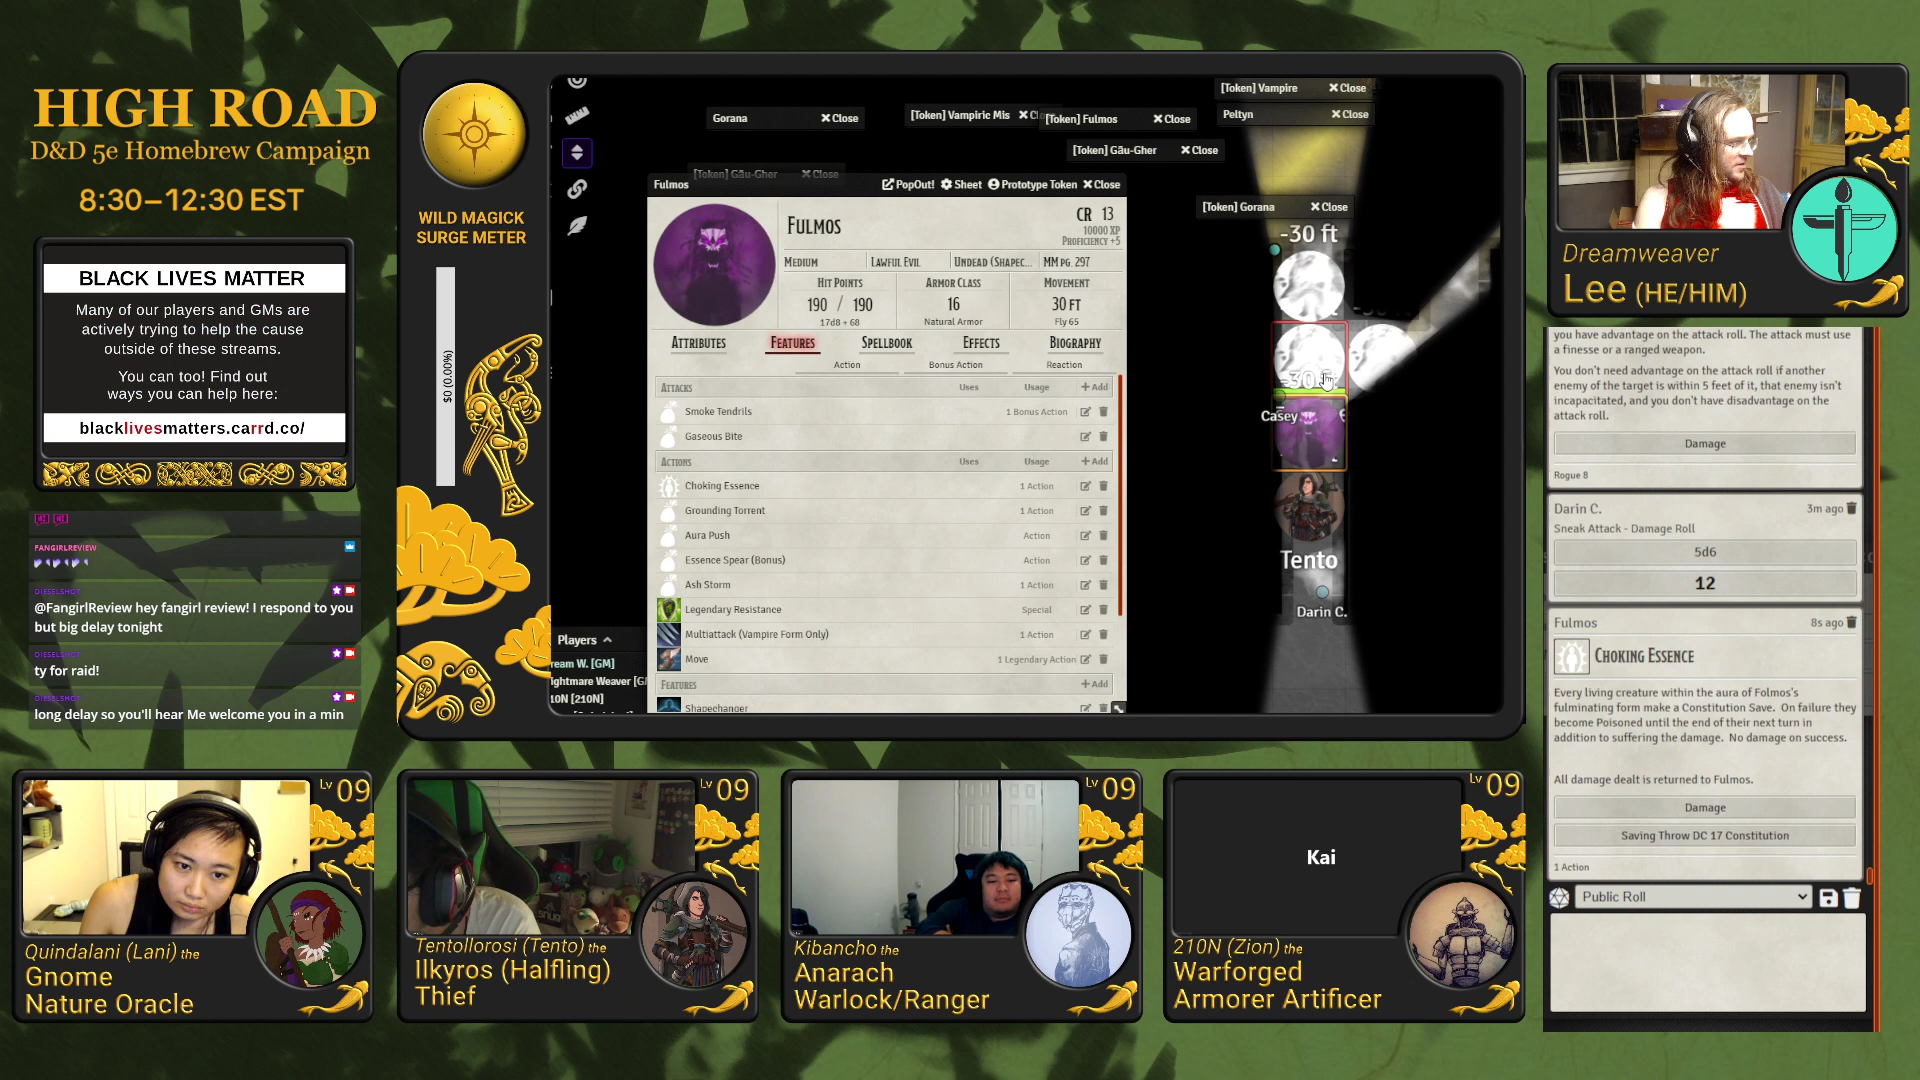 HIGH ROAD
D&D 5e Homebrew Campaign
8:30–12:30 EST
BLACK LIVES MATTER
Many of our players and GMs are
actively trying to help the cause
outside of these streams.
You can too! Find out
ways you can help here:
blacklivesmatters.carrd.co/
FANGIRLREVIEW
DIESELSHOT
@FangirlReview hey fangirl review! I respond to you
but big delay tonight
DIESELSHOT
ty for raid!
DIESELSHOT
long delay so you'll hear Me welcome you in a min
WILD MAGICK
SURGE METER
$0 (0.00%)
Gorana Close
[Token] Vampiric Mis
[Token] Fulmos Close
[Token] Vampire Close
Peltyn Close
[Token] Gãu-Gher Close
[Token] Gãu-Gher Close
[Token] Gorana Close
Fulmos PopOut! Sheet Prototype Token Close
Fulmos
CR 13
10000 XP
Proficiency +5
Medium Lawful Evil Undead (Shapec... MM pg. 297
Hit Points Armor Class Movement
190 / 190 16 30 ft
17d8 + 68 Natural Armor Fly 65
Attributes Features Spellbook Effects Biography
Action Bonus Action Reaction
Attacks Uses Usage Add
Smoke Tendrils 1 Bonus Action
Gaseous Bite
Actions Uses Usage Add
Choking Essence 1 Action
Grounding Torrent 1 Action
Aura Push Action
Essence Spear (Bonus) Action
Ash Storm 1 Action
Legendary Resistance Special
Multiattack (Vampire Form Only) 1 Action
Move 1 Legendary Action
Features Add
Shapechanger
Players
ream W. [GM]
ightmare Weaver [G
10N [210N]
-30 ft
-30
Casey
Tento
Darin C.
Dreamweaver
Lee (HE/HIM)
you have advantage on the attack roll. The attack must use
a finesse or a ranged weapon.
You don't need advantage on the attack roll if another
enemy of the target is within 5 feet of it, that enemy isn't
incapacitated, and you don't have disadvantage on the
attack roll.
Damage
Rogue 8
Darin C. 3m ago
Sneak Attack - Damage Roll
5d6
12
Fulmos 8s ago
Choking Essence
Every living creature within the aura of Folmos's
fulminating form make a Constitution Save. On failure they
become Poisoned until the end of their next turn in
addition to suffering the damage. No damage on success.
All damage dealt is returned to Fulmos.
Damage
Saving Throw DC 17 Constitution
1 Action
Public Roll
Lv 09
Quindalani (Lani) the
Gnome
Nature Oracle
Lv 09
Tentollorosi (Tento) the
Ilkyros (Halfling)
Thief
Lv 09
Kibancho the
Anarach
Warlock/Ranger
Lv 09
Kai
210N (Zion) the
Warforged
Armorer Artificer